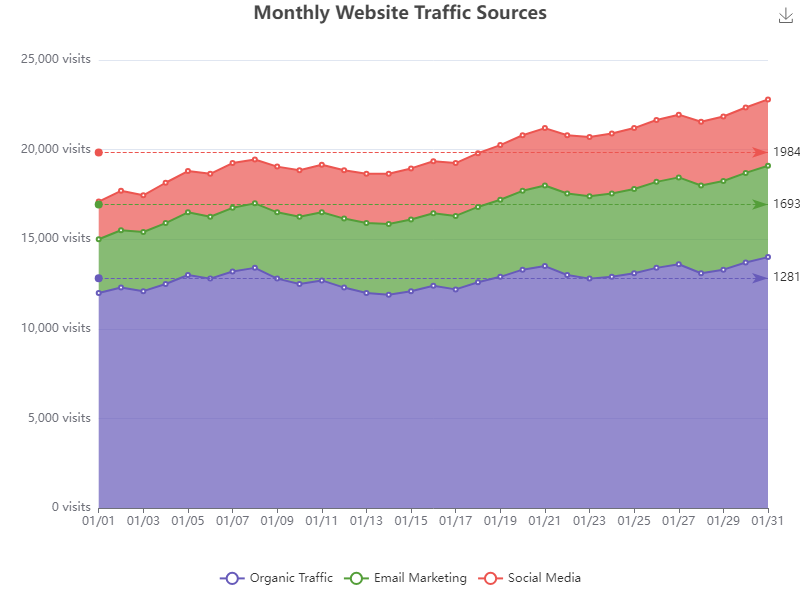 Monthly Website Traffic Sources
25,000 visits
20,000 visits
15,000 visits
10,000 visits
5,000 visits
0 visits
1984
1693
1281
01/01 01/03 01/05 01/07 01/09 01/11 01/13 01/15 01/17 01/19 01/21 01/23 01/25 01/27 01/29 01/31
Organic Traffic Email Marketing Social Media